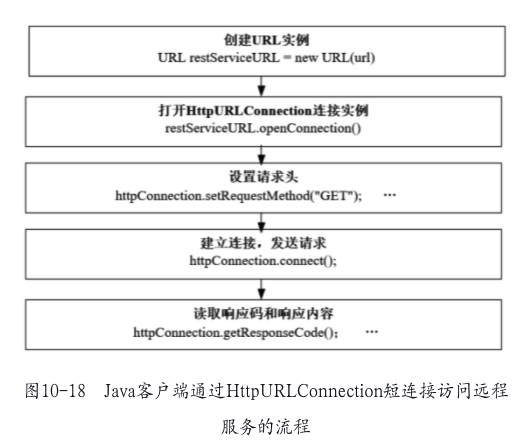 创建URL实例
URL restServiceURL = new URL(url)
打开HttpURLConnection连接实例
restServiceURL.openConnection()
设置请求头
httpConnection.setRequestMethod("GET"); ···
建立连接，发送请求
httpConnection.connect();
读取响应码和响应内容
httpConnection.getResponseCode(); ···
图10-18 Java客户端通过HttpURLConnection短连接访问远程
服务的流程